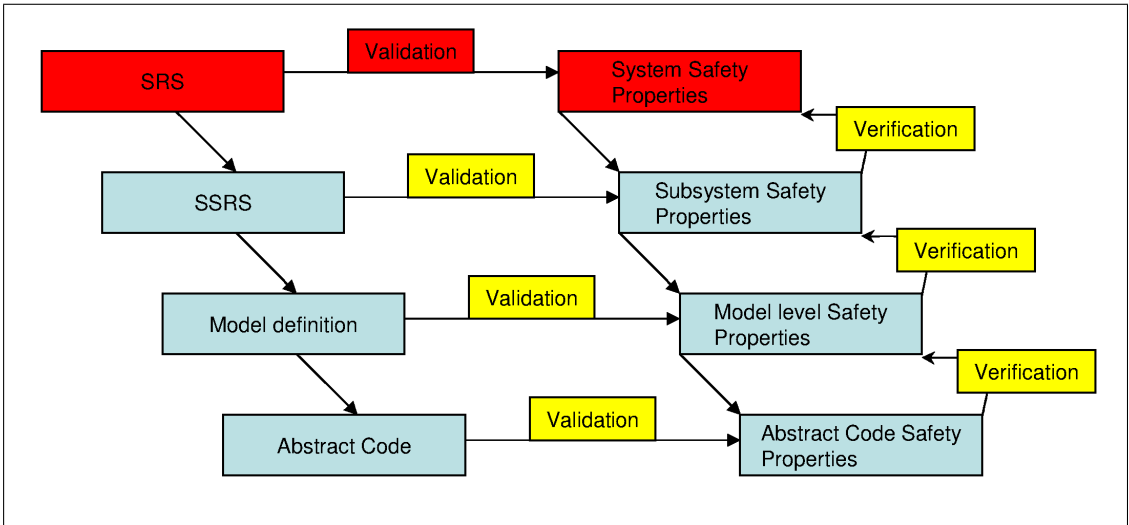 Validation
SRS
System Safety
Properties
Verification
Validation
SSRS
Subsystem Safety
Properties
Verification
Validation
Model definition
Model level Safety
Properties
Verification
Validation
Abstract Code
Abstract Code Safety
Properties